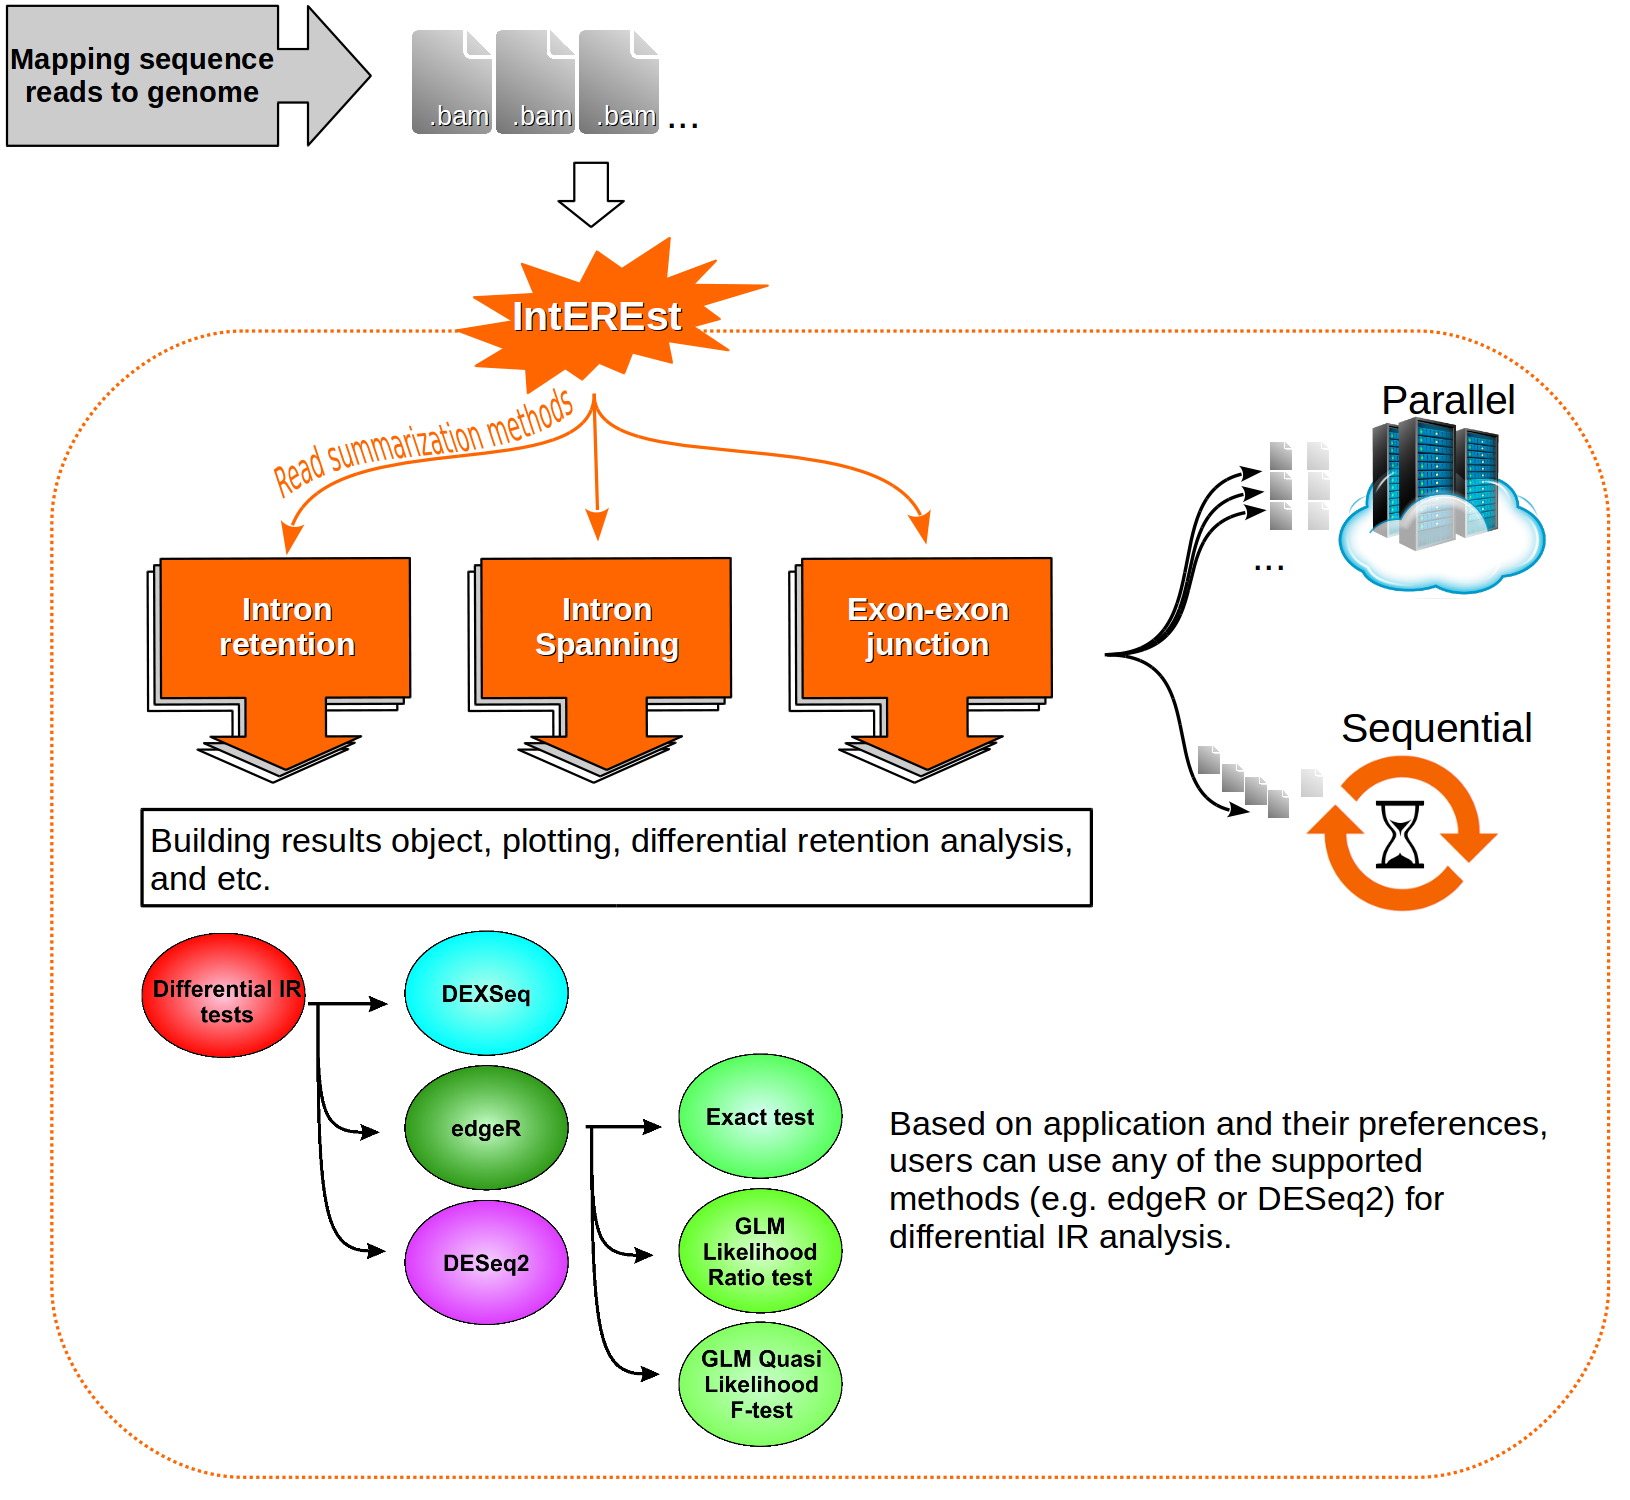 Mapping sequence
reads to genome
.bam .bam .bam ...
IntEREst
Read summarization methods
Parallel
...
Intron
retention
Intron
Spanning
Exon-exon
junction
Sequential
Building results object, plotting, differential retention analysis,
and etc.
Differential IR
tests
DEXSeq
edgeR
DESeq2
Exact test
GLM
Likelihood
Ratio test
GLM Quasi
Likelihood
F-test
Based on application and their preferences,
users can use any of the supported
methods (e.g. edgeR or DESeq2) for
differential IR analysis.